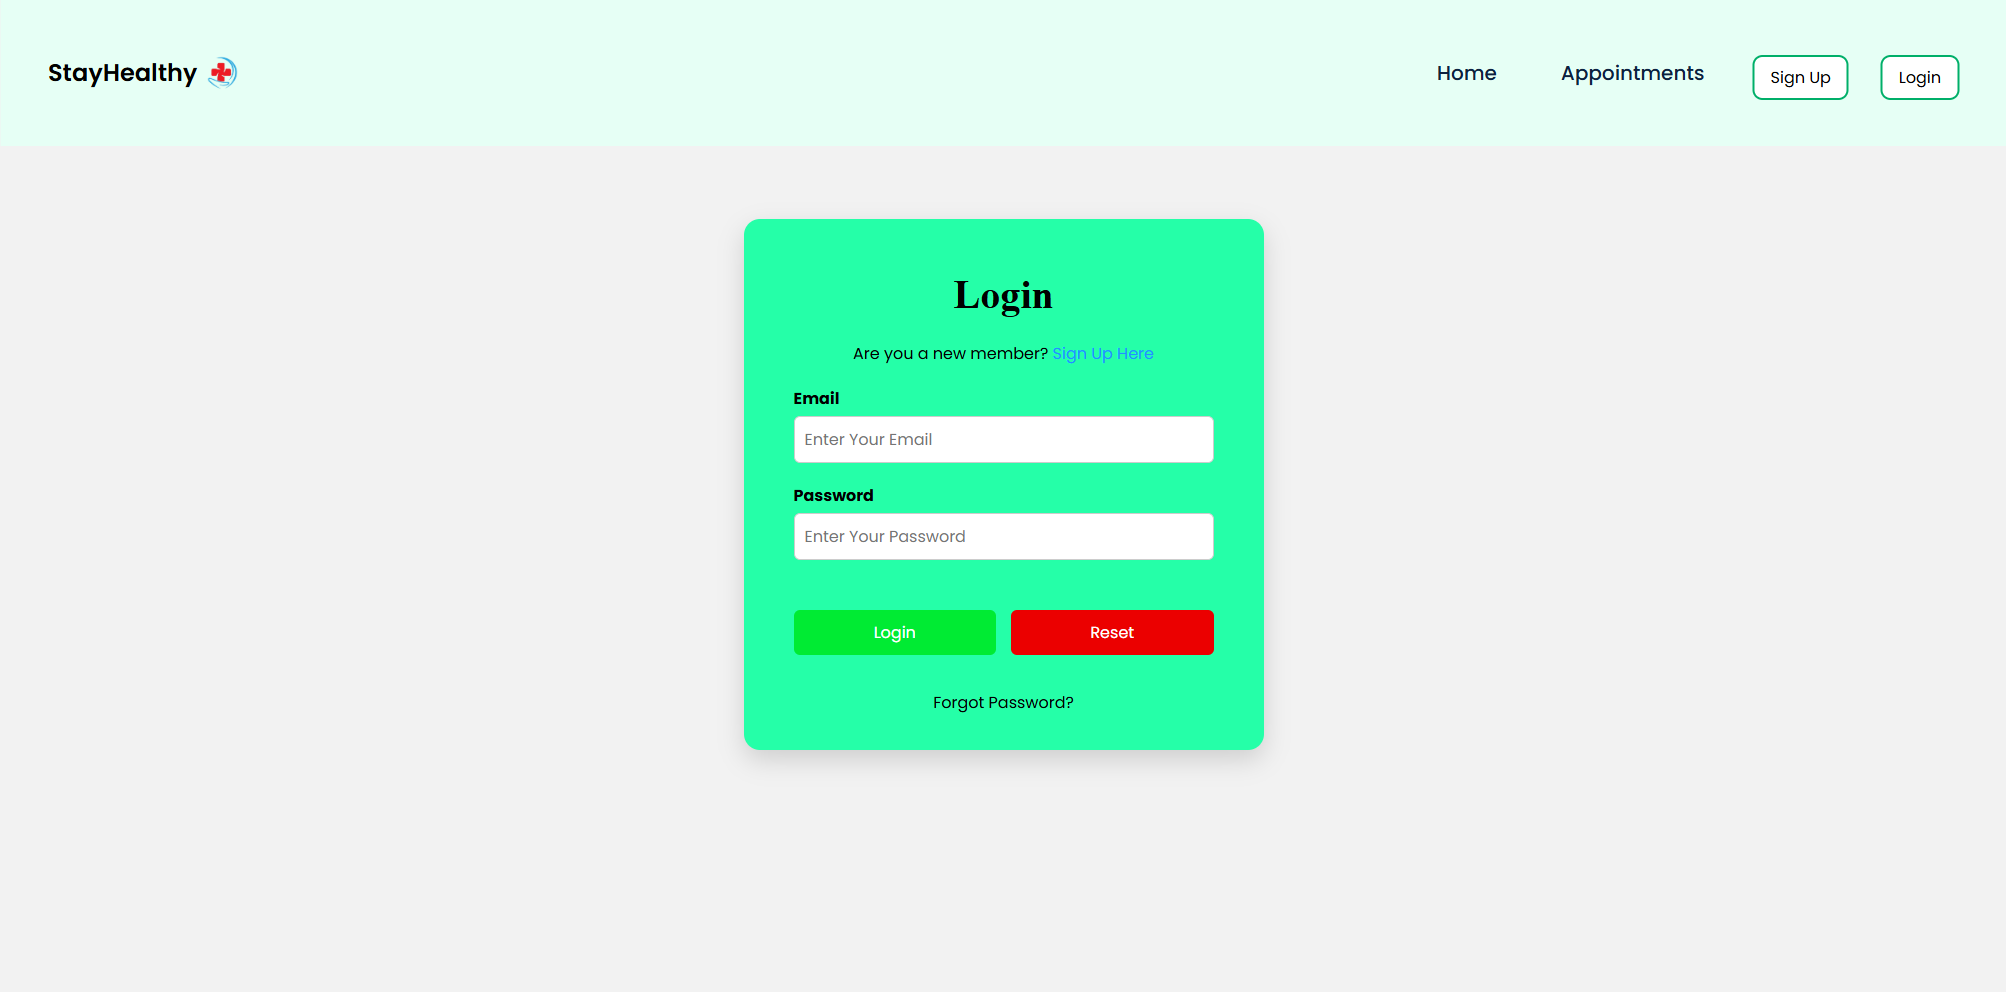 StayHealthy
Home Appointments Sign Up Login
Login
Are you a new member? Sign Up Here
Email
Enter Your Email
Password
Enter Your Password
Login Reset
Forgot Password?